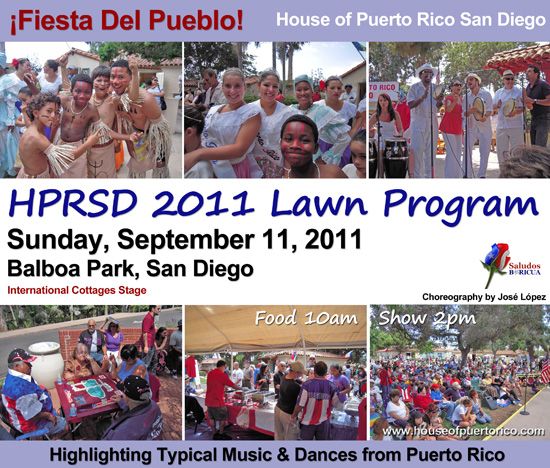 ¡Fiesta Del Pueblo!
House of Puerto Rico San Diego
HPRSD 2011 Lawn Program
Sunday, September 11, 2011
Balboa Park, San Diego
International Cottages Stage
Saludos
BORICUA
Choreography by José López
Food 10am
Show 2pm
www.houseofpuertorico.com
Highlighting Typical Music & Dances from Puerto Rico